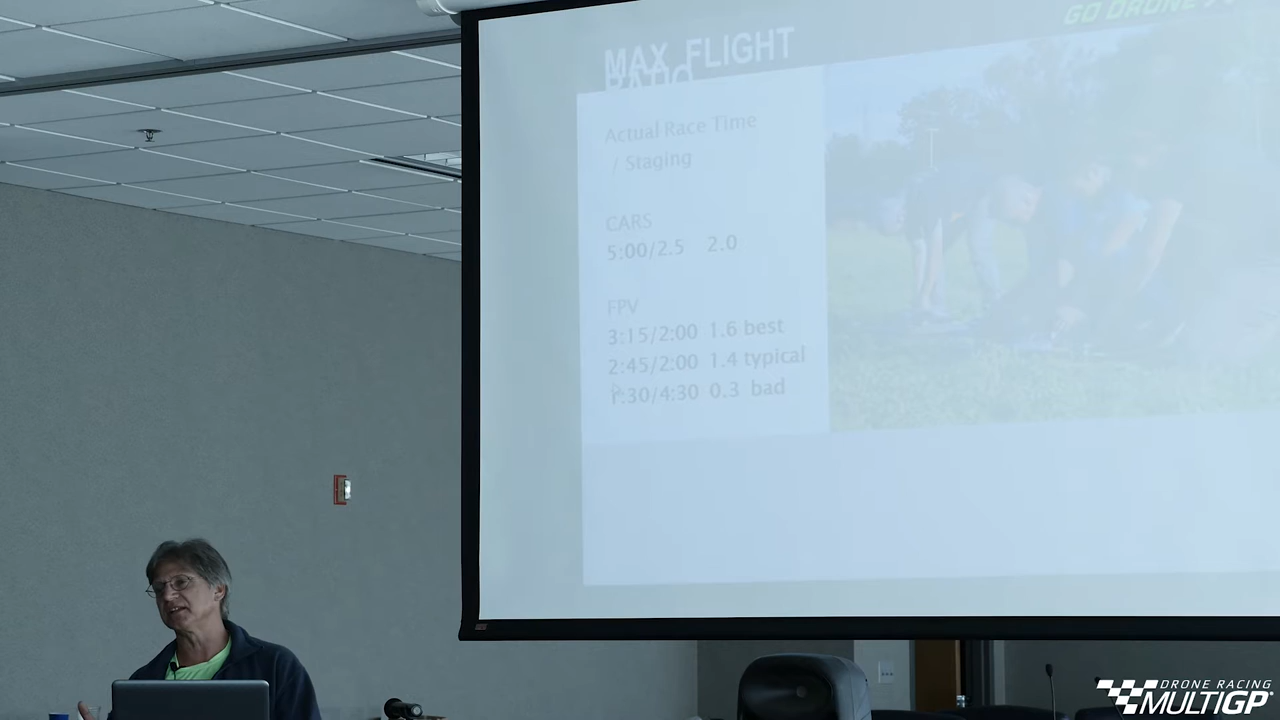 MAX FLIGHT
RATIO
GO DRONE
Actual Race Time
/ Staging
CARS
5:00/2.5 2.0
FPV
3:15/2:00 1.6 best
2:45/2:00 1.4 typical
1:30/4:30 0.3 bad
DRONE RACING
MULTIGP